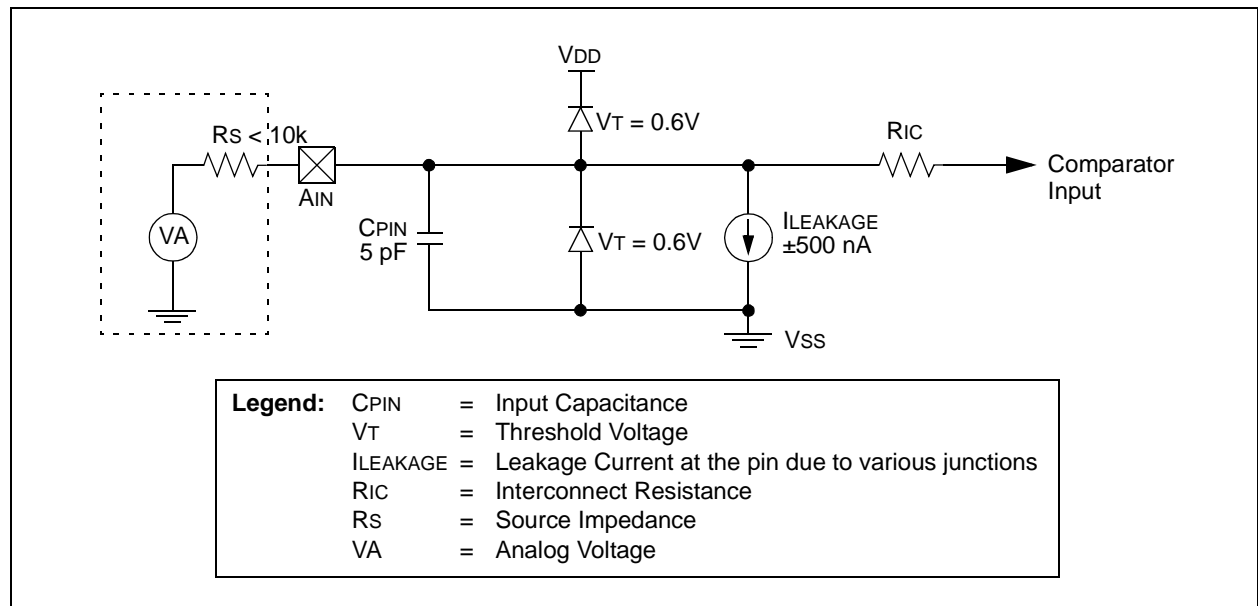 VDD
VT = 0.6V
RS < 10k
RIC
AIN
Comparator
Input
VA
CPIN
5 pF
VT = 0.6V
ILEAKAGE
±500 nA
VSS
Legend: CPIN = Input Capacitance
VT = Threshold Voltage
ILEAKAGE = Leakage Current at the pin due to various junctions
RIC = Interconnect Resistance
RS = Source Impedance
VA = Analog Voltage